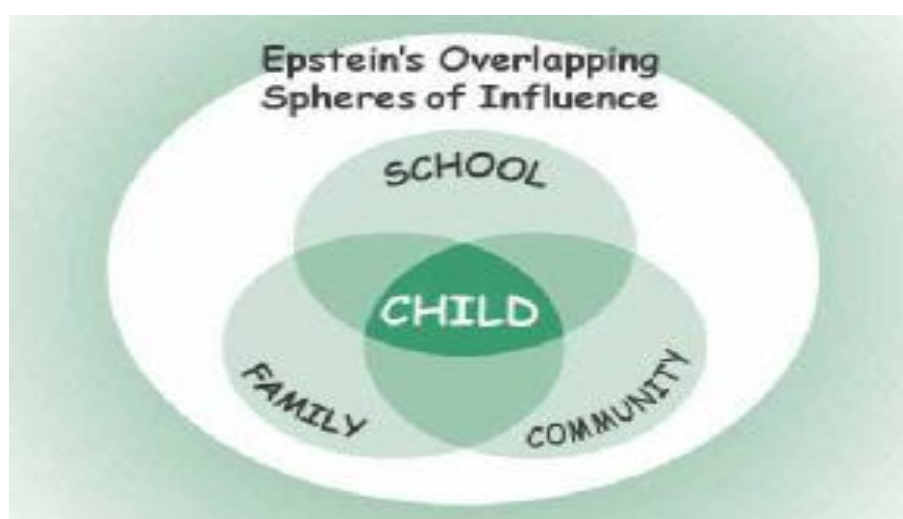 Epstein's Overlapping
Spheres of Influence
SCHOOL
CHILD
FAMILY
COMMUNITY